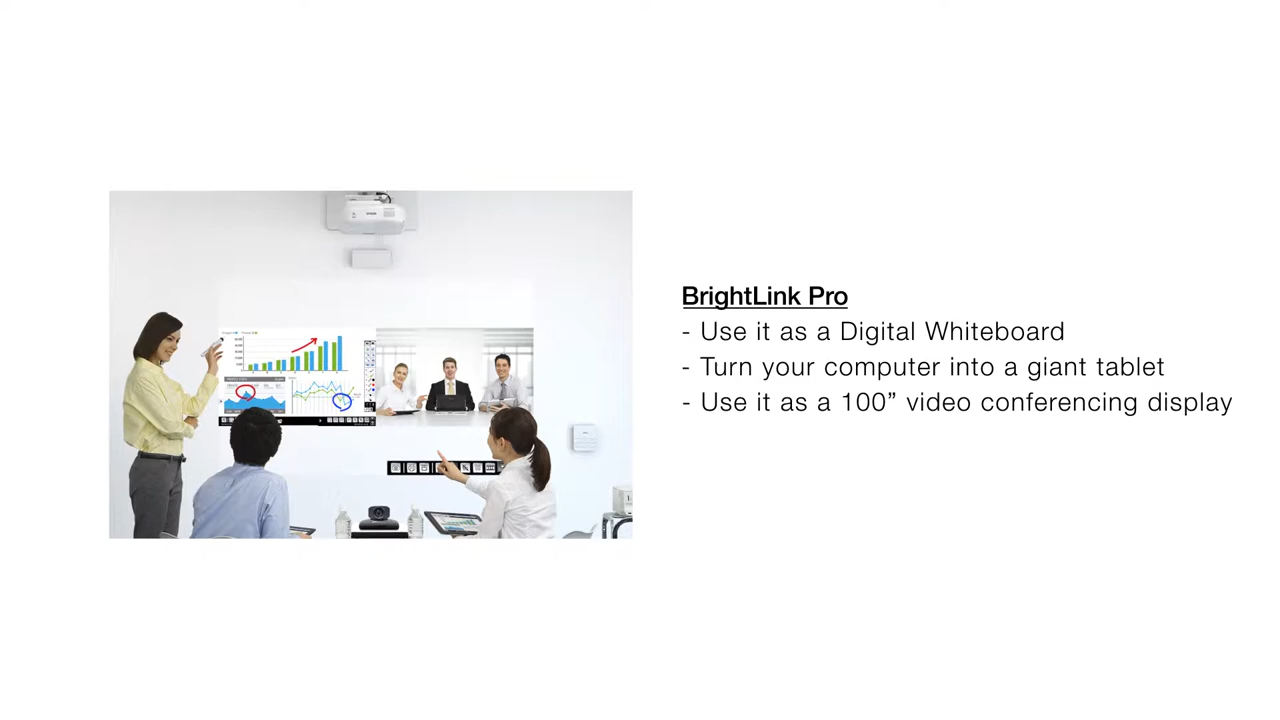 EPSON
BrightLink Pro
- Use it as a Digital Whiteboard
- Turn your computer into a giant tablet
- Use it as a 100” video conferencing display